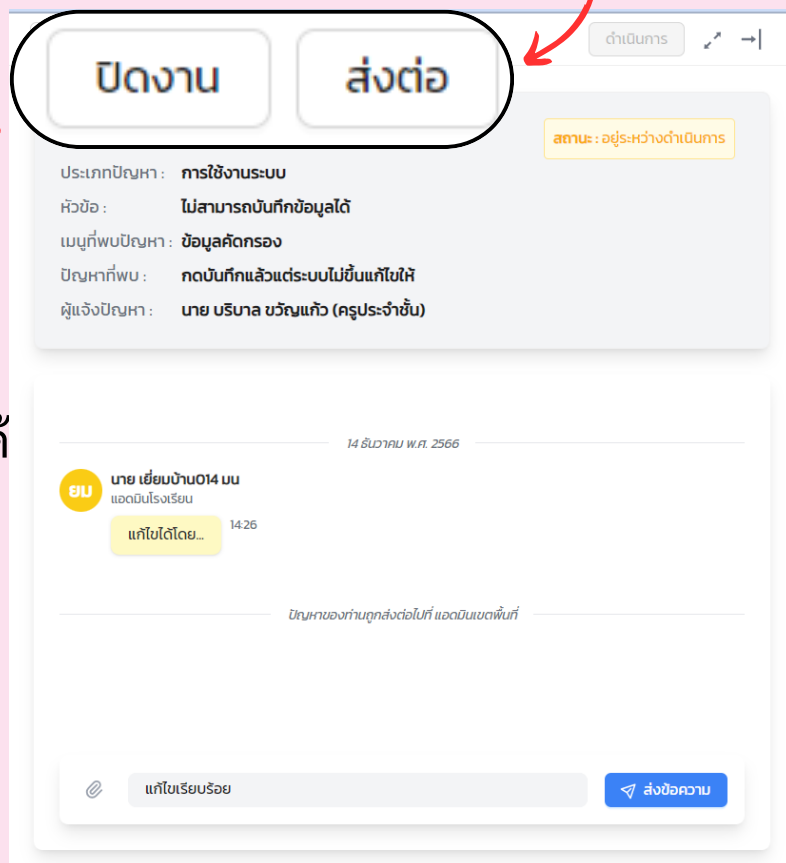 ปิดงาน ส่งต่อ ดำเนินการ
สถานะ : อยู่ระหว่างดำเนินการ
ประเภทปัญหา : การใช้งานระบบ
หัวข้อ : ไม่สามารถบันทึกข้อมูลได้
เมนูที่พบปัญหา : ข้อมูลคัดกรอง
ปัญหาที่พบ : กดบันทึกแล้วแต่ระบบไม่ขึ้นแก้ไขให้
ผู้แจ้งปัญหา : นาย บริบาล ขวัญแก้ว (ครูประจำชั้น)
14 ธันวาคม พ.ศ. 2566
ยม นาย เยี่ยมบ้าน014 มน
แอดมินโรงเรียน
แก้ไขได้โดย... 14:26
ปัญหาของท่านถูกส่งต่อไปที่ แอดมินเขตพื้นที่
แก้ไขเรียบร้อย ส่งข้อความ